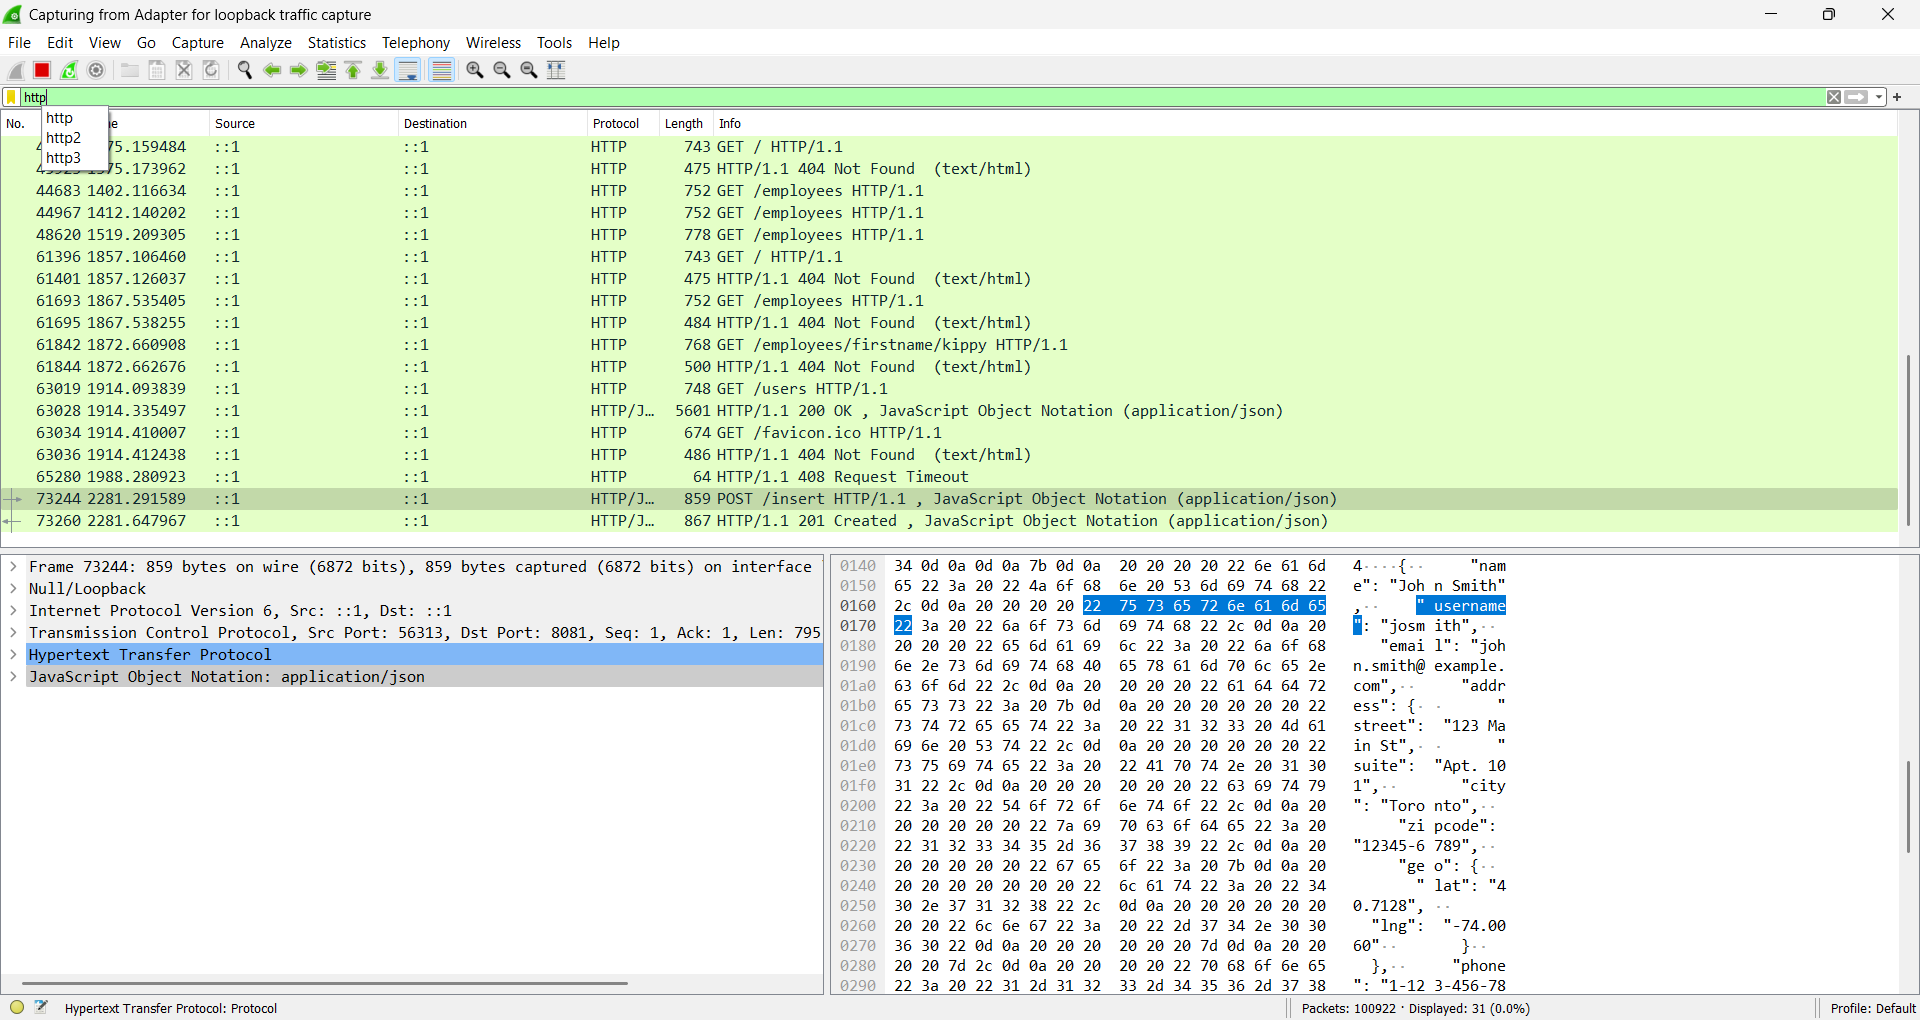 Capturing from Adapter for loopback traffic capture
File Edit View Go Capture Analyze Statistics Telephony Wireless Tools Help
http
http
http2
http3
No. Source Destination Protocol Length Info
75.159484 ::1 ::1 HTTP 743 GET / HTTP/1.1
75.173962 ::1 ::1 HTTP 475 HTTP/1.1 404 Not Found (text/html)
44683 1402.116634 ::1 ::1 HTTP 752 GET /employees HTTP/1.1
44967 1412.140202 ::1 ::1 HTTP 752 GET /employees HTTP/1.1
48620 1519.209305 ::1 ::1 HTTP 778 GET /employees HTTP/1.1
61396 1857.106460 ::1 ::1 HTTP 743 GET / HTTP/1.1
61401 1857.126037 ::1 ::1 HTTP 475 HTTP/1.1 404 Not Found (text/html)
61693 1867.535405 ::1 ::1 HTTP 752 GET /employees HTTP/1.1
61695 1867.538255 ::1 ::1 HTTP 484 HTTP/1.1 404 Not Found (text/html)
61842 1872.660908 ::1 ::1 HTTP 768 GET /employees/firstname/kippy HTTP/1.1
61844 1872.662676 ::1 ::1 HTTP 500 HTTP/1.1 404 Not Found (text/html)
63019 1914.093839 ::1 ::1 HTTP 748 GET /users HTTP/1.1
63028 1914.335497 ::1 ::1 HTTP/J… 5601 HTTP/1.1 200 OK , JavaScript Object Notation (application/json)
63034 1914.410007 ::1 ::1 HTTP 674 GET /favicon.ico HTTP/1.1
63036 1914.412438 ::1 ::1 HTTP 486 HTTP/1.1 404 Not Found (text/html)
65280 1988.280923 ::1 ::1 HTTP 64 HTTP/1.1 408 Request Timeout
73244 2281.291589 ::1 ::1 HTTP/J… 859 POST /insert HTTP/1.1 , JavaScript Object Notation (application/json)
73260 2281.647967 ::1 ::1 HTTP/J… 867 HTTP/1.1 201 Created , JavaScript Object Notation (application/json)
Frame 73244: 859 bytes on wire (6872 bits), 859 bytes captured (6872 bits) on interface
Null/Loopback
Internet Protocol Version 6, Src: ::1, Dst: ::1
Transmission Control Protocol, Src Port: 56313, Dst Port: 8081, Seq: 1, Ack: 1, Len: 795
Hypertext Transfer Protocol
JavaScript Object Notation: application/json
0140 34 0d 0a 0d 0a 7b 0d 0a 20 20 20 20 22 6e 61 6d 4····{·· "nam
0150 65 22 3a 20 22 4a 6f 68 6e 20 53 6d 69 74 68 22 e": "Joh n Smith"
0160 2c 0d 0a 20 20 20 20 22 75 73 65 72 6e 61 6d 65 ,·· " username
0170 22 3a 20 22 6a 6f 73 6d 69 74 68 22 2c 0d 0a 20 ": "josm ith",··
0180 20 20 20 22 65 6d 61 69 6c 22 3a 20 22 6a 6f 68 "emai l": "joh
0190 6e 2e 73 6d 69 74 68 40 65 78 61 6d 70 6c 65 2e n.smith@ example.
01a0 63 6f 6d 22 2c 0d 0a 20 20 20 20 22 61 64 64 72 com",·· "addr
01b0 65 73 73 22 3a 20 7b 0d 0a 20 20 20 20 20 20 22 ess": {· · "
01c0 73 74 72 65 65 74 22 3a 20 22 31 32 33 20 4d 61 street": "123 Ma
01d0 69 6e 20 53 74 22 2c 0d 0a 20 20 20 20 20 20 22 in St",· · "
01e0 73 75 69 74 65 22 3a 20 22 41 70 74 2e 20 31 30 suite": "Apt. 10
01f0 31 22 2c 0d 0a 20 20 20 20 20 20 22 63 69 74 79 1",·· "city
0200 22 3a 20 22 54 6f 72 6f 6e 74 6f 22 2c 0d 0a 20 ": "Toro nto",··
0210 20 20 20 20 20 22 7a 69 70 63 6f 64 65 22 3a 20 "zi pcode":
0220 22 31 32 33 34 35 2d 36 37 38 39 22 2c 0d 0a 20 "12345-6 789",··
0230 20 20 20 20 20 22 67 65 6f 22 3a 20 7b 0d 0a 20 "ge o": {··
0240 20 20 20 20 20 20 20 22 6c 61 74 22 3a 20 22 34 " lat": "4
0250 30 2e 37 31 32 38 22 2c 0d 0a 20 20 20 20 20 20 0.7128", ··
0260 20 20 22 6c 6e 67 22 3a 20 22 2d 37 34 2e 30 30 "lng": "-74.00
0270 36 30 22 0d 0a 20 20 20 20 20 20 7d 0d 0a 20 20 60"·· }··
0280 20 20 7d 2c 0d 0a 20 20 20 20 22 70 68 6f 6e 65 },·· "phone
0290 22 3a 20 22 31 2d 31 32 33 2d 34 35 36 2d 37 38 ": "1-12 3-456-78
Hypertext Transfer Protocol: Protocol
Packets: 100922 · Displayed: 31 (0.0%)
Profile: Default